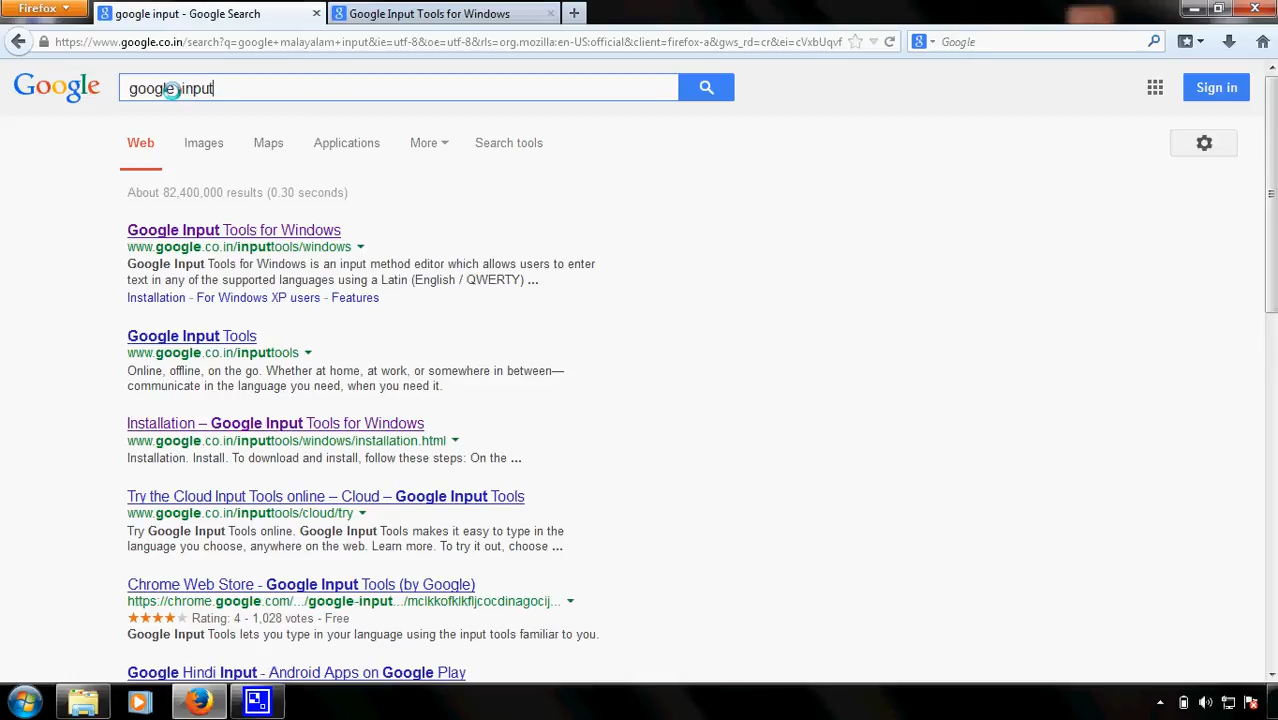 Firefox
google input - Google Search
Google Input Tools for Windows
https://www.google.co.in/search?q=google+malayalam+input&ie=utf-8&oe=utf-8&rls=org.mozilla:en-US:official&client=firefox-a&gws_rd=cr&ei=cVxbUqvf
Google
Google
google input
Sign in
Web
Images
Maps
Applications
More
Search tools
About 82,400,000 results (0.30 seconds)
Google Input Tools for Windows
www.google.co.in/inputtools/windows
Google Input Tools for Windows is an input method editor which allows users to enter
text in any of the supported languages using a Latin (English / QWERTY) ...
Installation - For Windows XP users - Features
Google Input Tools
www.google.co.in/inputtools
Online, offline, on the go. Whether at home, at work, or somewhere in between—
communicate in the language you need, when you need it.
Installation – Google Input Tools for Windows
www.google.co.in/inputtools/windows/installation.html
Installation. Install. To download and install, follow these steps: On the ...
Try the Cloud Input Tools online – Cloud – Google Input Tools
www.google.co.in/inputtools/cloud/try
Try Google Input Tools online. Google Input Tools makes it easy to type in the
language you choose, anywhere on the web. Learn more. To try it out, choose ...
Chrome Web Store - Google Input Tools (by Google)
https://chrome.google.com/.../google-input.../mclkkofklkfljcocdinagocij...
Rating: 4 - 1,028 votes - Free
Google Input Tools lets you type in your language using the input tools familiar to you.
Google Hindi Input - Android Apps on Google Play